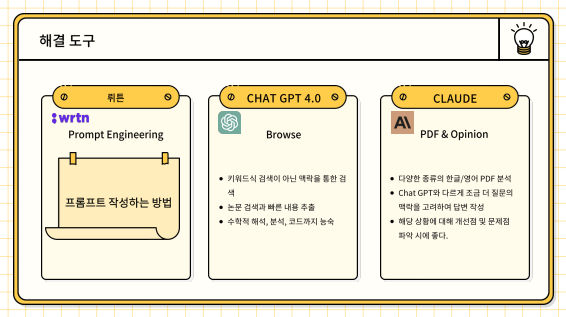 해결 도구
뤼튼
wrtn
Prompt Engineering
프롬프트 작성하는 방법
CHAT GPT 4.0
Browse
키워드식 검색이 아닌 맥락을 통한 검
색
논문 검색과 빠른 내용 추출
수학적 해석, 분석, 코드까지 능숙
CLAUDE
A\
PDF & Opinion
다양한 종류의 한글/영어 PDF 분석
Chat GPT와 다르게 조금 더 질문의
맥락을 고려하여 답변 작성
해당 상황에 대해 개선점 및 문제점
파악 시에 좋다.